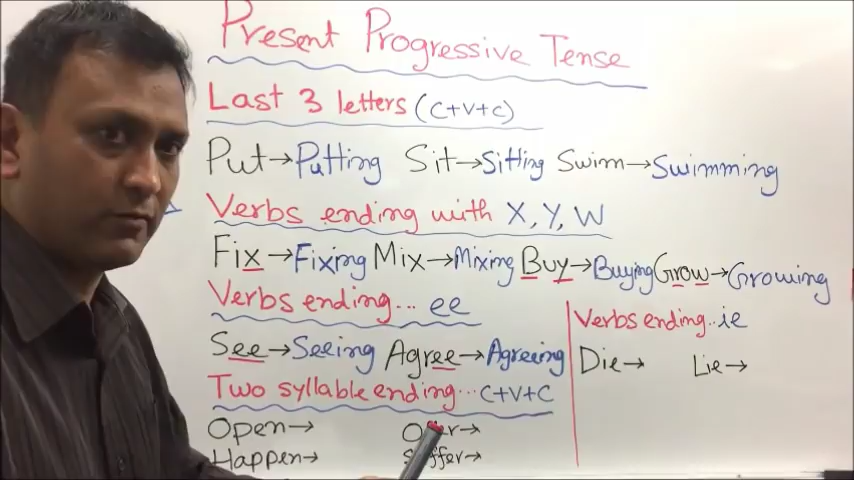 Present Progressive Tense
Last 3 letters (C+V+C)
Put→Putting Sit→Sitting Swim→Swimming
Verbs ending with X, Y, W
Fix→Fixing Mix→Mixing Buy→Buying Grow→Growing
Verbs ending... ee
See→Seeing Agree→Agreeing
Verbs ending..ie
Die→ Lie→
Two syllable ending... C+V+C
Open→
Happen→